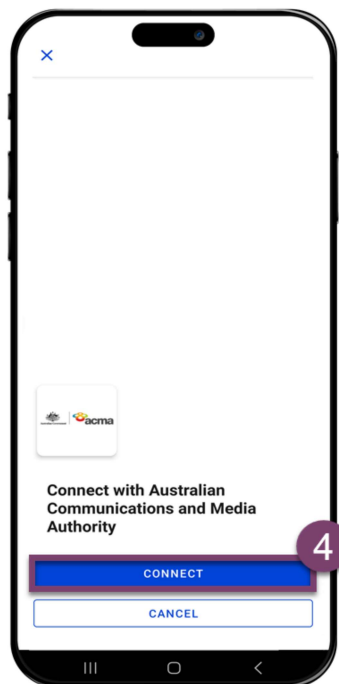 acma
Connect with Australian
Communications and Media
Authority
4
CONNECT
CANCEL